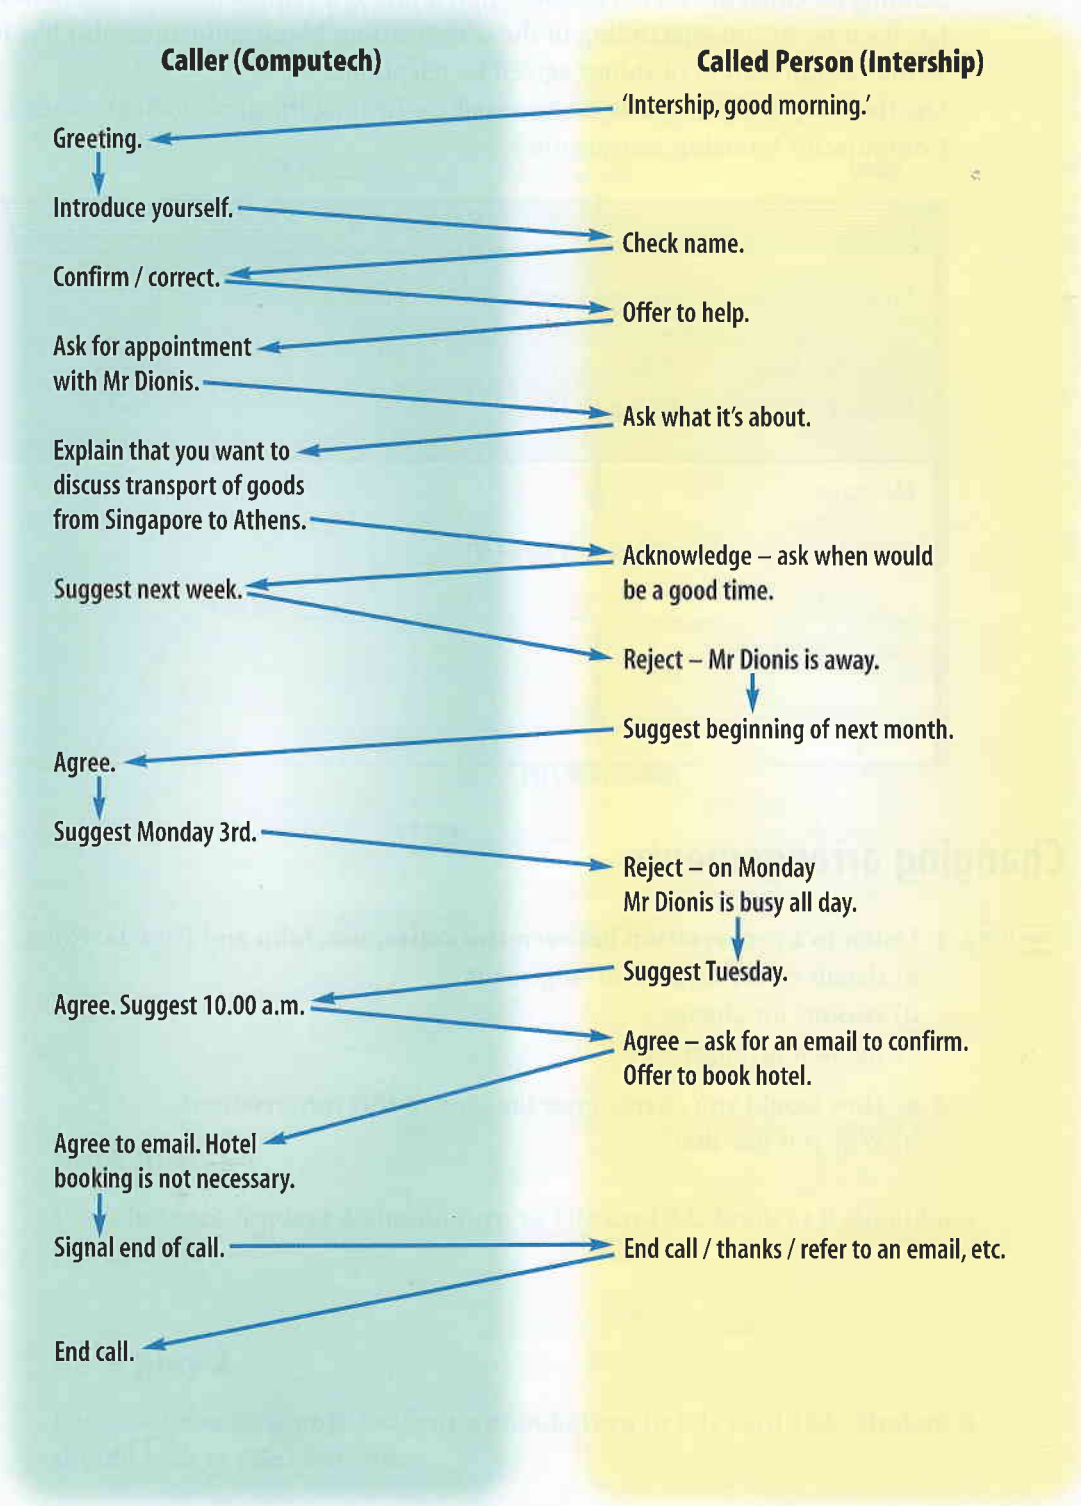 Caller (Computech)
Called Person (Intership)
'Intership, good morning.'
Greeting.
Introduce yourself.
Check name.
Confirm / correct.
Offer to help.
Ask for appointment
with Mr Dionis.
Ask what it's about.
Explain that you want to
discuss transport of goods
from Singapore to Athens.
Acknowledge – ask when would
be a good time.
Suggest next week.
Reject – Mr Dionis is away.
Suggest beginning of next month.
Agree.
Suggest Monday 3rd.
Reject – on Monday
Mr Dionis is busy all day.
Suggest Tuesday.
Agree. Suggest 10.00 a.m.
Agree – ask for an email to confirm.
Offer to book hotel.
Agree to email. Hotel
booking is not necessary.
Signal end of call.
End call / thanks / refer to an email, etc.
End call.